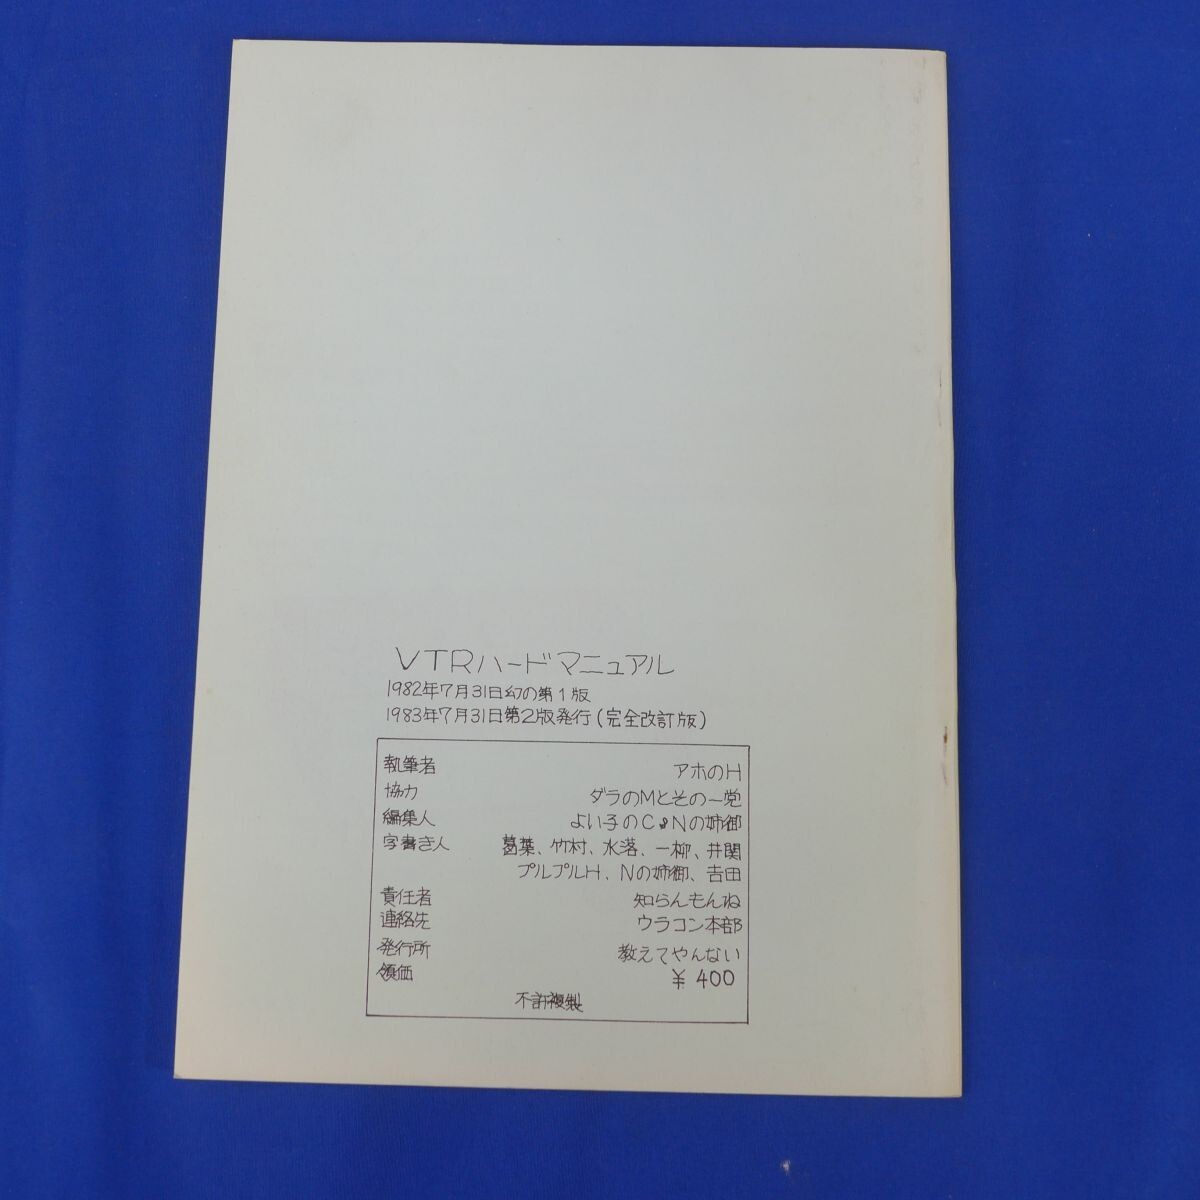 VTRハードマニュアル
1982年7月31日幻の第1版
1983年7月31日第2版発行(完全改訂版)
執筆者 アホのH
協力 ダラのMとその一党
編集人 よい子のC&Nの姉御
字書き人 葛葉、竹村、水落、一柳、井関
プルプルH、Nの姉御、吉田
責任者 知らんもんね
連絡先 ウラコン本部
発行所 教えてやんない
領価 ¥400
不許複製